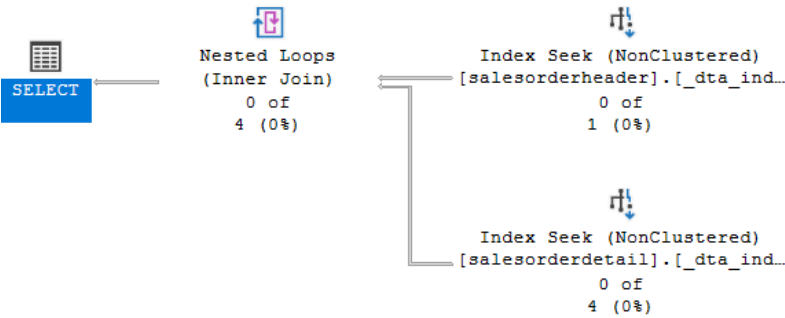 SELECT
Nested Loops
(Inner Join)
0 of
4 (0%)
Index Seek (NonClustered)
[salesorderheader].[_dta_ind…
0 of
1 (0%)
Index Seek (NonClustered)
[salesorderdetail].[_dta_ind…
0 of
4 (0%)